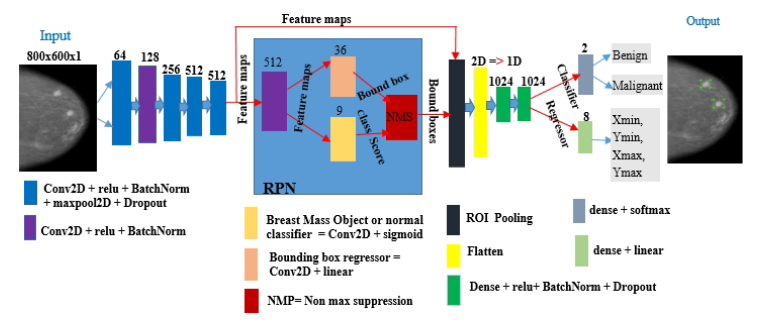 Feature maps
Input
Output
800x600x1
64
128
256
512
512
Feature maps
RPN
512
Feature maps
36
Bound box
9
Class Score
NMS
Bound boxes
2D => 1D
1024
1024
Classifier
Regressor
2
8
Benign
Malignant
Xmin,
Ymin,
Xmax,
Ymax
Conv2D + relu + BatchNorm
+ maxpool2D + Dropout
Conv2D + relu + BatchNorm
Breast Mass Object or normal
classifier = Conv2D + sigmoid
Bounding box regressor =
Conv2D + linear
NMP= Non max suppression
ROI Pooling
Flatten
Dense + relu+ BatchNorm + Dropout
dense + softmax
dense + linear